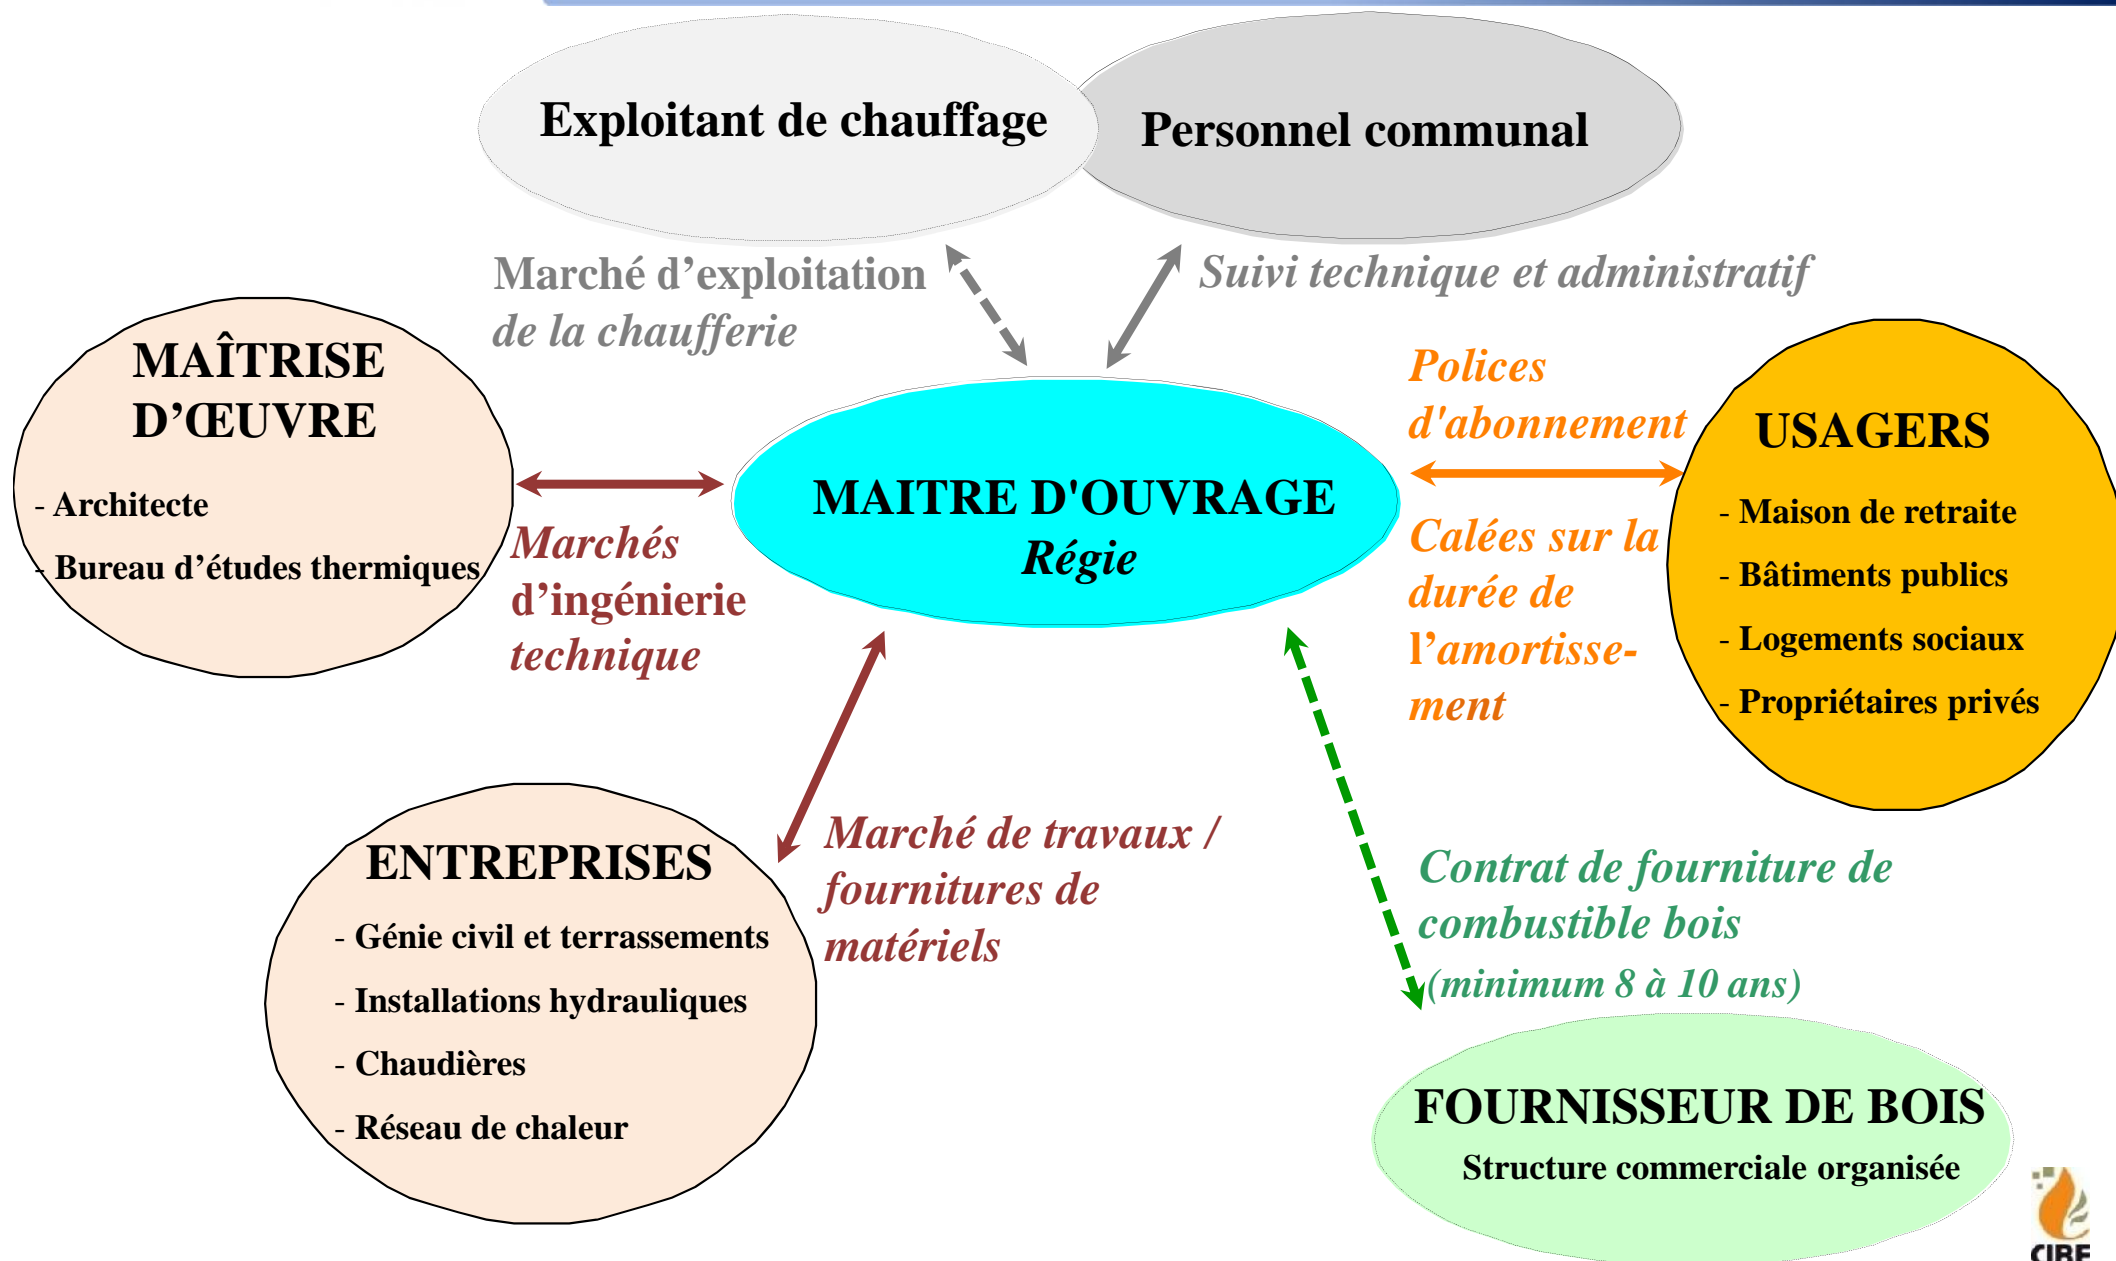 Exploitant de chauffage
Personnel communal
Marché d’exploitation
de la chaufferie
Suivi technique et administratif
MAÎTRISE
D’ŒUVRE
- Architecte
- Bureau d’études thermiques
Marchés
d’ingénierie
technique
MAITRE D'OUVRAGE
Régie
Polices
d'abonnement
Calées sur la
durée de
l’amortisse-
ment
USAGERS
- Maison de retraite
- Bâtiments publics
- Logements sociaux
- Propriétaires privés
ENTREPRISES
- Génie civil et terrassements
- Installations hydrauliques
- Chaudières
- Réseau de chaleur
Marché de travaux /
fournitures de
matériels
Contrat de fourniture de
combustible bois
(minimum 8 à 10 ans)
FOURNISSEUR DE BOIS
Structure commerciale organisée
CIBE